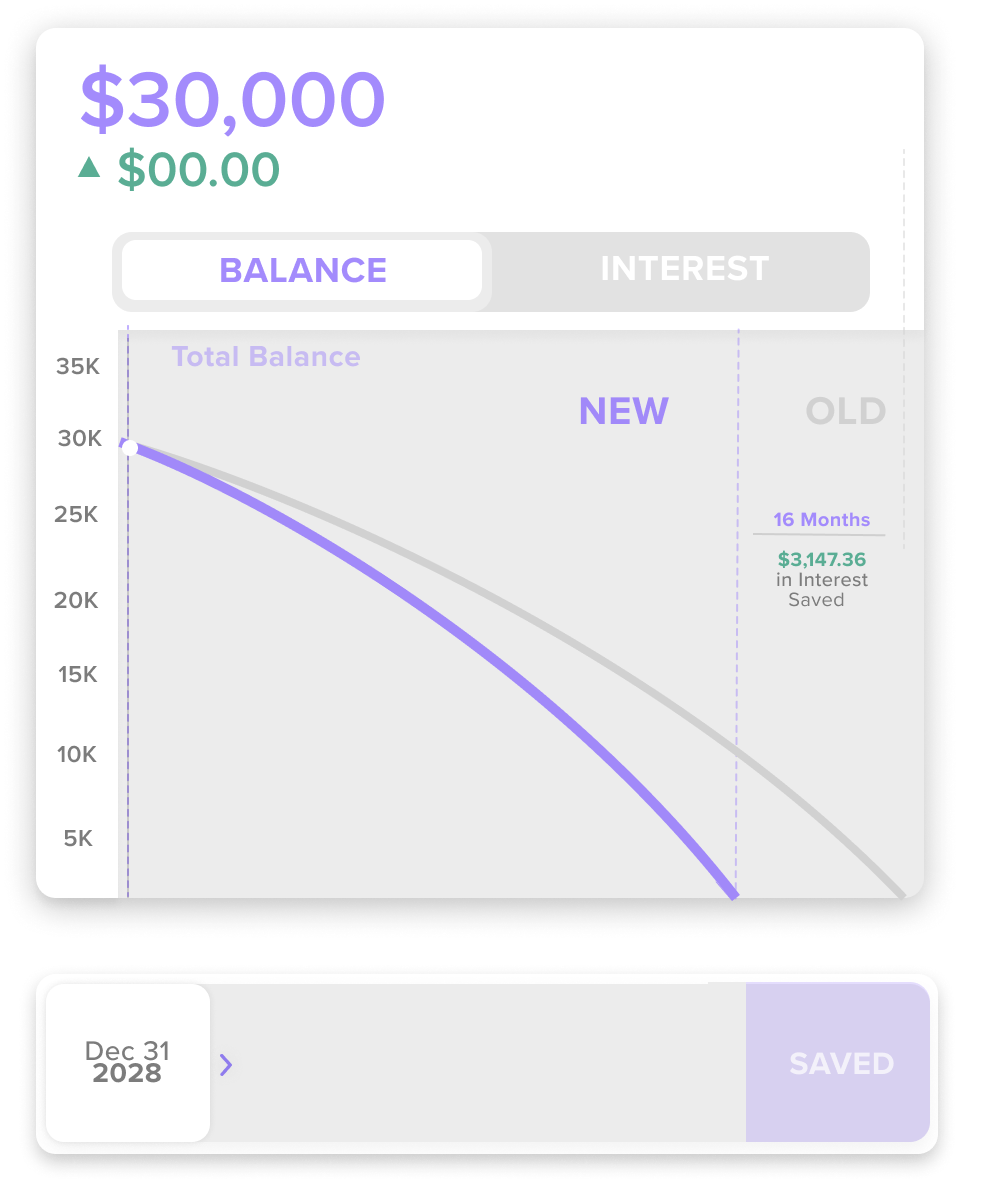 $30,000
▲ $00.00
BALANCE
INTEREST
Total Balance
35K
NEW
OLD
30K
25K
16 Months
$3,147.36
in Interest
Saved
20K
15K
10K
5K
Dec 31
2028
SAVED